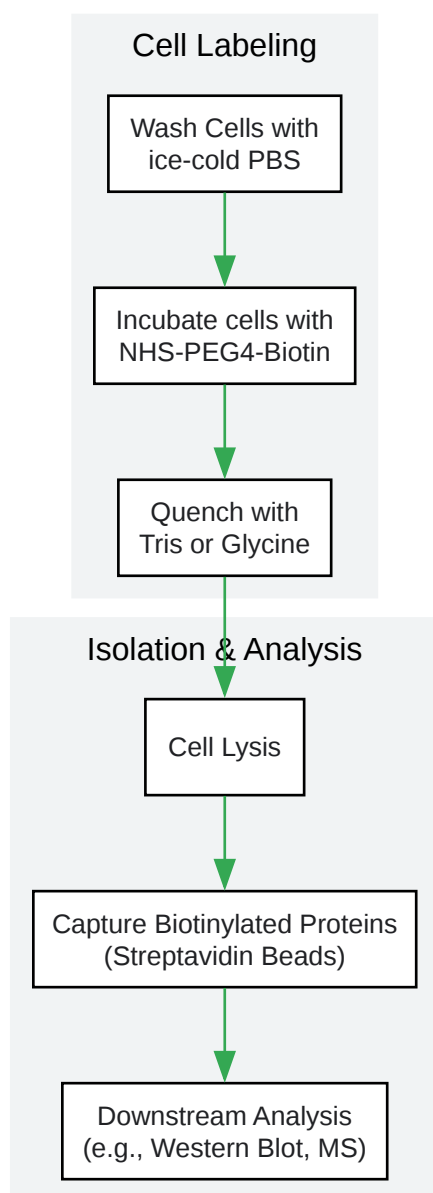 Cell Labeling
Wash Cells with
ice-cold PBS
Incubate cells with
NHS-PEG4-Biotin
Quench with
Tris or Glycine
Isolation & Analysis
Cell Lysis
Capture Biotinylated Proteins
(Streptavidin Beads)
Downstream Analysis
(e.g., Western Blot, MS)